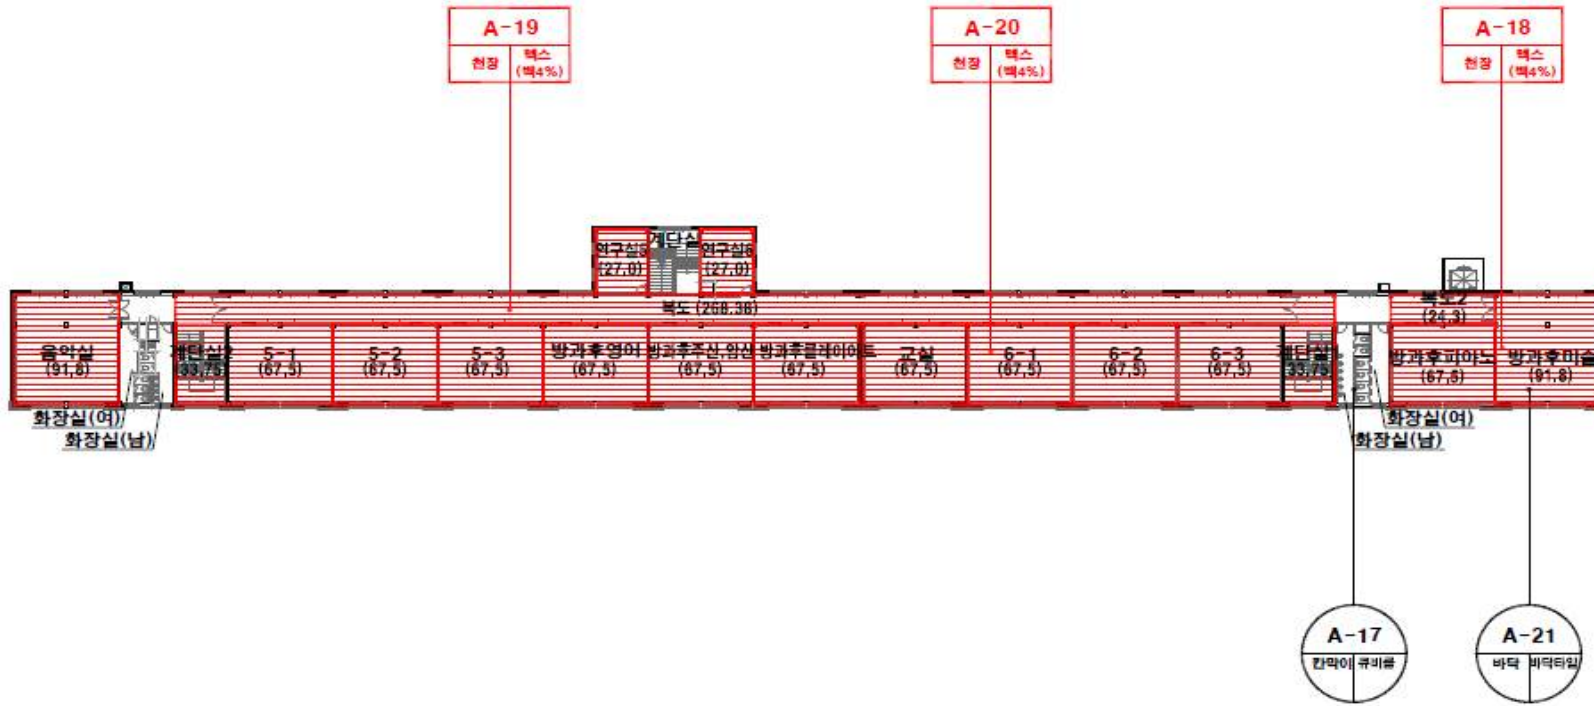 A-19
천장 텍스
(백4%)
A-20
천장 텍스
(백4%)
A-18
천장 텍스
(백4%)
계단실
연구실
(27.0)
연구실
(27.0)
복도 (268.38)
복도2
(24.3)
음악실
(91.8)
계단실
(33.75)
5-1
(67.5)
5-2
(67.5)
5-3
(67.5)
방과후영어
(67.5)
방과후주산,암산
(67.5)
방과후클레이아트
(67.5)
교실
(67.5)
6-1
(67.5)
6-2
(67.5)
6-3
(67.5)
계단실
(33.75)
방과후피아노
(67.5)
방과후미술
(91.8)
화장실(여)
화장실(남)
화장실(여)
화장실(남)
A-17
칸막이 큐비클
A-21
바닥 바닥타일